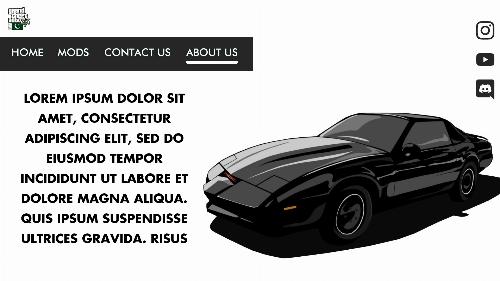 HOME MODS CONTACT US ABOUT US
LOREM IPSUM DOLOR SIT
AMET, CONSECTETUR
ADIPISCING ELIT, SED DO
EIUSMOD TEMPOR
INCIDIDUNT UT LABORE ET
DOLORE MAGNA ALIQUA.
QUIS IPSUM SUSPENDISSE
ULTRICES GRAVIDA. RISUS